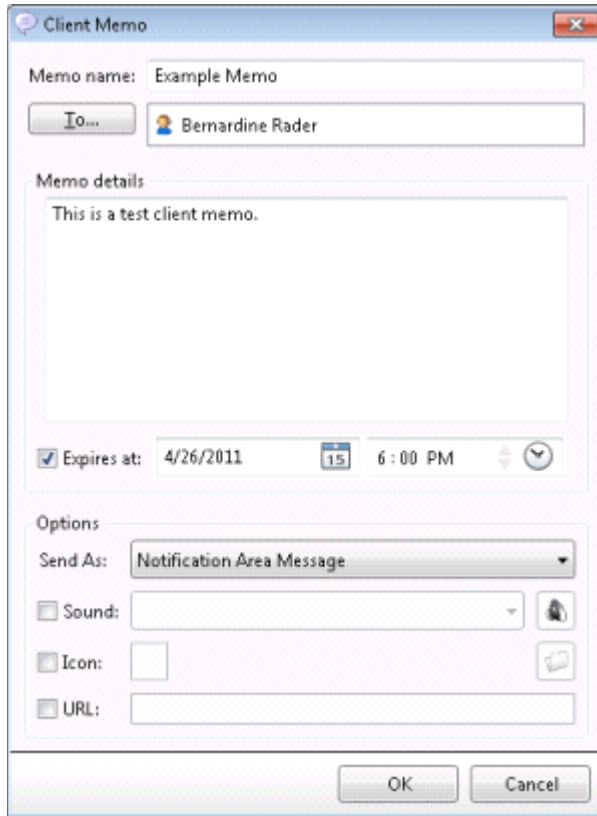 Client Memo
Memo name: Example Memo
To... Bernardine Rader
Memo details
This is a test client memo.
Expires at: 4/26/2011 15 6:00 PM
Options
Send As: Notification Area Message
Sound:
Icon:
URL:
OK Cancel